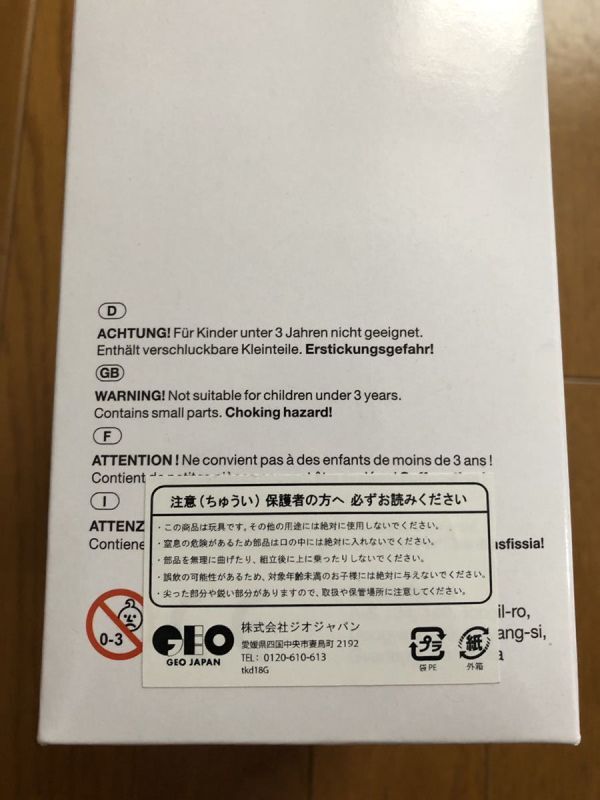 D
ACHTUNG! Für Kinder unter 3 Jahren nicht geeignet.
Enthält verschluckbare Kleinteile. Erstickungsgefahr!
GB
WARNING! Not suitable for children under 3 years.
Contains small parts. Choking hazard!
F
ATTENTION ! Ne convient pas à des enfants de moins de 3 ans !
Contient
I
ATTENZ
Contiene
nsfissia!
注意（ちゅうい）保護者の方へ 必ずお読みください
・この商品は玩具です。その他の用途には絶対に使用しないでください。
・窒息の危険があるため部品は口の中には絶対に入れないでください。
・部品を無理に曲げたり、組立後に上に乗ったりしないでください。
・誤飲の可能性があるため、対象年齢未満のお子様には絶対に与えないでください。
・尖った部分や鋭い部分がありますので、取扱や保管場所に注意してください。
0-3
GEO
GEO JAPAN
株式会社ジオジャパン
愛媛県四国中央市妻鳥町 2192
TEL: 0120-610-613
tkd18G
プラ
袋PE
紙
外箱
il-ro,
ang-si,
a